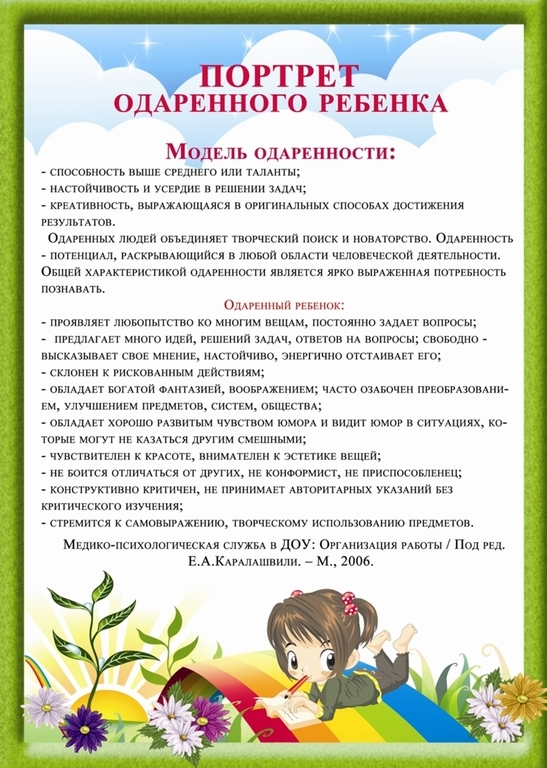 ПОРТРЕТ
ОДАРЕННОГО РЕБЕНКА
Модель одаренности:
- способность выше среднего или таланты;
- настойчивость и усердие в решении задач;
- креативность, выражающаяся в оригинальных способах достижения
результатов.
Одаренных людей объединяет творческий поиск и новаторство. Одаренность
- потенциал, раскрывающийся в любой области человеческой деятельности.
Общей характеристикой одаренности является ярко выраженная потребность
познавать.
Одаренный ребенок:
- проявляет любопытство ко многим вещам, постоянно задает вопросы;
- предлагает много идей, решений задач, ответов на вопросы; свободно -
высказывает свое мнение, настойчиво, энергично отстаивает его;
- склонен к рискованным действиям;
- обладает богатой фантазией, воображением; часто озабочен преобразовани-
ем, улучшением предметов, систем, общества;
- обладает хорошо развитым чувством юмора и видит юмор в ситуациях, ко-
торые могут не казаться другим смешными;
- чувствителен к красоте, внимателен к эстетике вещей;
- не боится отличаться от других, не конформист, не приспособленец;
- конструктивно критичен, не принимает авторитарных указаний без
критического изучения;
- стремится к самовыражению, творческому использованию предметов.
Медико-психологическая служба в ДОУ: Организация работы / Под ред.
Е.А.Каралашвили. – М., 2006.